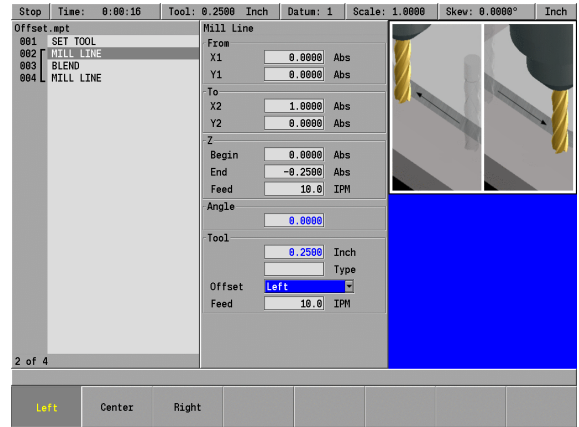 Stop Time: 0:00:16 Tool: 0.2500 Inch Datum: 1 Scale: 1.0000 Skew: 0.0000° Inch
Offset.mpt
001 SET TOOL
002 MILL LINE
003 BLEND
004 MILL LINE
2 of 4
Mill Line
From
X1 0.0000 Abs
Y1 0.0000 Abs
To
X2 1.0000 Abs
Y2 0.0000 Abs
Z
Begin 0.0000 Abs
End -0.2500 Abs
Feed 10.0 IPM
Angle
0.0000
Tool
0.2500 Inch
Type
Offset Left
Feed 10.0 IPM
Left Center Right